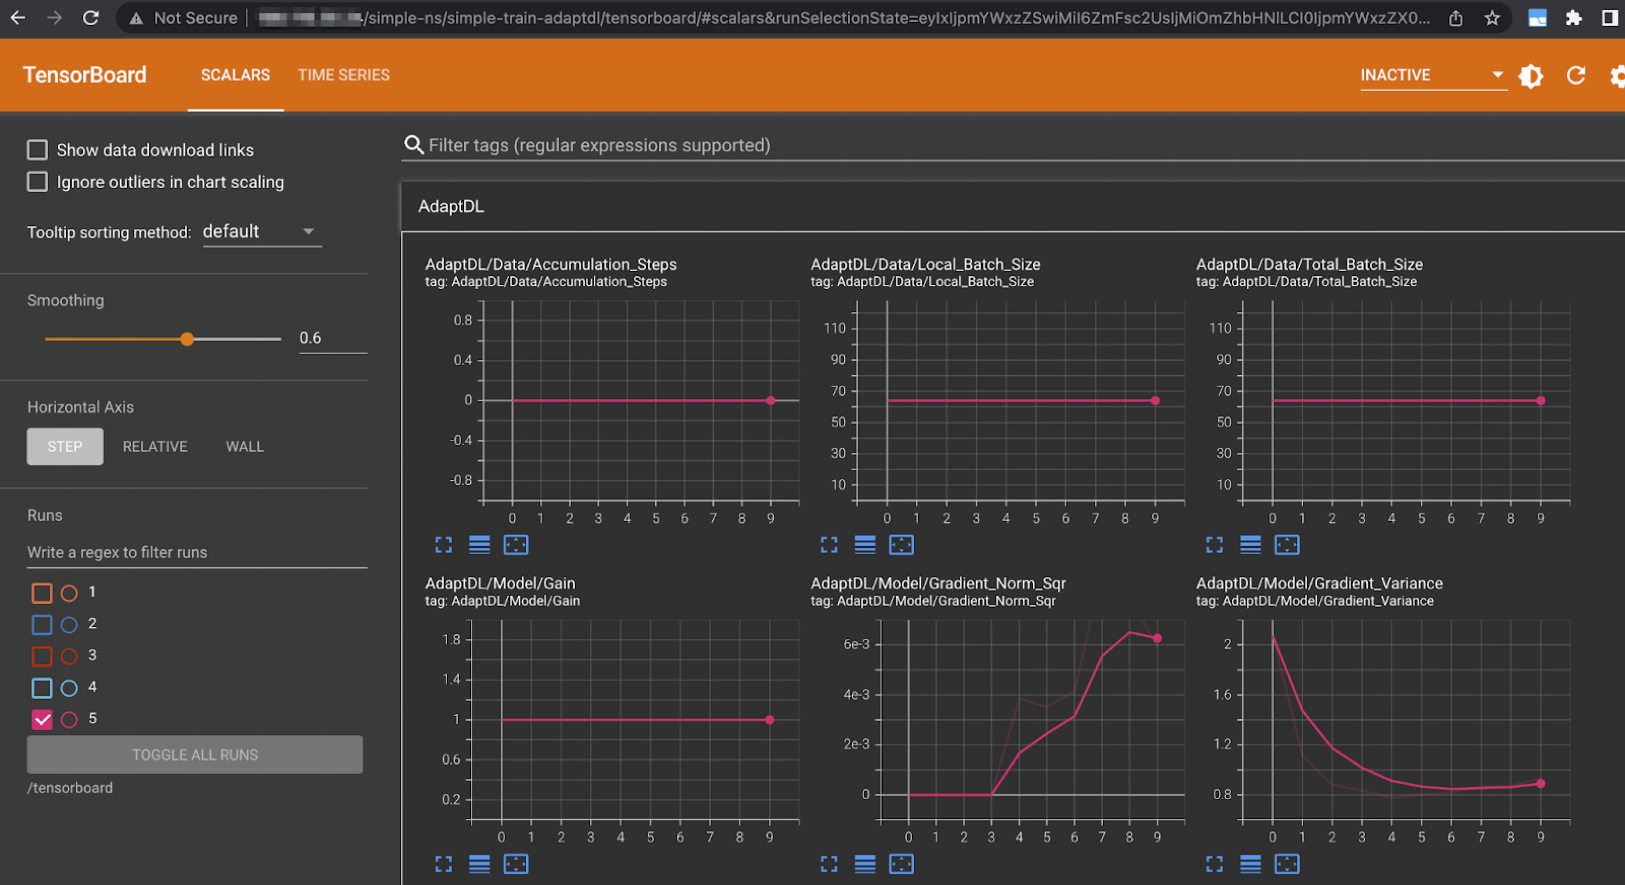 Not Secure
/simple-ns/simple-train-adaptdl/tensorboard/#scalars&runSelectionState=eyIxIjpmYWxzZSwiMiI6ZmFsc2UsIjMiOmZhbHNlLCI0IjpmYWxzZX0...
TensorBoard
SCALARS
TIME SERIES
INACTIVE
Show data download links
Ignore outliers in chart scaling
Tooltip sorting method: default
Smoothing
0.6
Horizontal Axis
STEP RELATIVE WALL
Runs
Write a regex to filter runs
1
2
3
4
5
TOGGLE ALL RUNS
/tensorboard
Filter tags (regular expressions supported)
AdaptDL
AdaptDL/Data/Accumulation_Steps
tag: AdaptDL/Data/Accumulation_Steps
0.8
0.4
0
-0.4
-0.8
0 1 2 3 4 5 6 7 8 9
AdaptDL/Data/Local_Batch_Size
tag: AdaptDL/Data/Local_Batch_Size
110
90
70
50
30
10
0 1 2 3 4 5 6 7 8 9
AdaptDL/Data/Total_Batch_Size
tag: AdaptDL/Data/Total_Batch_Size
110
90
70
50
30
10
0 1 2 3 4 5 6 7 8 9
AdaptDL/Model/Gain
tag: AdaptDL/Model/Gain
1.8
1.4
1
0.6
0.2
0 1 2 3 4 5 6 7 8 9
AdaptDL/Model/Gradient_Norm_Sqr
tag: AdaptDL/Model/Gradient_Norm_Sqr
6e-3
4e-3
2e-3
0
0 1 2 3 4 5 6 7 8 9
AdaptDL/Model/Gradient_Variance
tag: AdaptDL/Model/Gradient_Variance
2
1.6
1.2
0.8
0 1 2 3 4 5 6 7 8 9